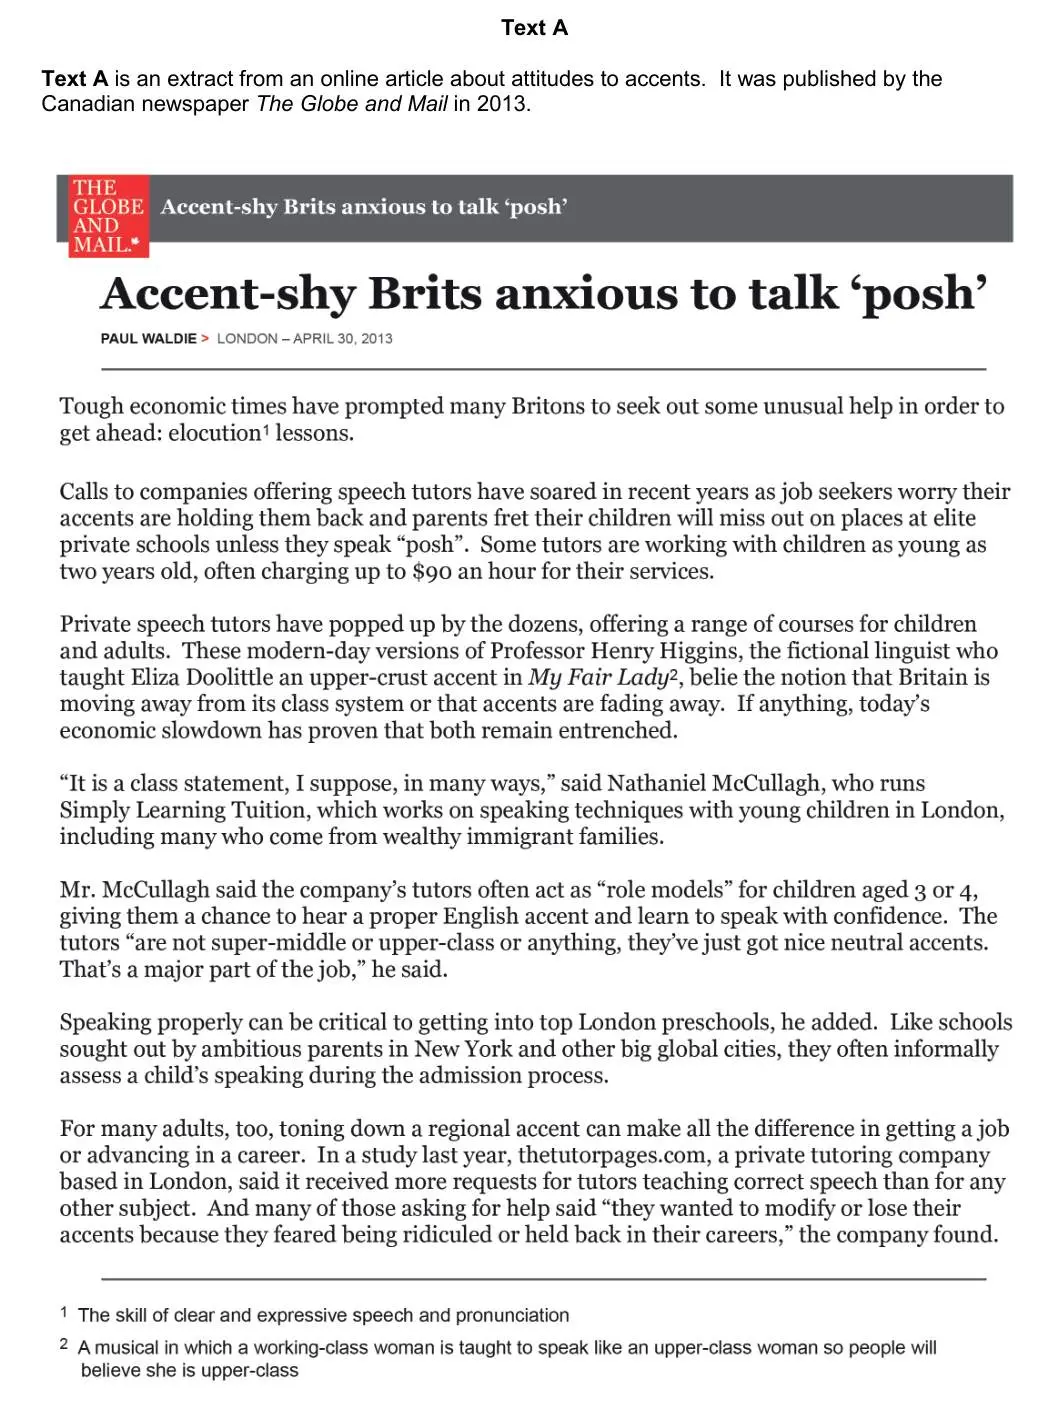 Text A
Text A is an extract from an online article about attitudes to accents. It was published by the
Canadian newspaper The Globe and Mail in 2013.
THE
GLOBE
AND
MAIL.
Accent-shy Brits anxious to talk ‘posh’
Accent-shy Brits anxious to talk ‘posh’
PAUL WALDIE > LONDON – APRIL 30, 2013
Tough economic times have prompted many Britons to seek out some unusual help in order to
get ahead: elocution¹ lessons.
Calls to companies offering speech tutors have soared in recent years as job seekers worry their
accents are holding them back and parents fret their children will miss out on places at elite
private schools unless they speak “posh”. Some tutors are working with children as young as
two years old, often charging up to $90 an hour for their services.
Private speech tutors have popped up by the dozens, offering a range of courses for children
and adults. These modern-day versions of Professor Henry Higgins, the fictional linguist who
taught Eliza Doolittle an upper-crust accent in My Fair Lady², belie the notion that Britain is
moving away from its class system or that accents are fading away. If anything, today’s
economic slowdown has proven that both remain entrenched.
“It is a class statement, I suppose, in many ways,” said Nathaniel McCullagh, who runs
Simply Learning Tuition, which works on speaking techniques with young children in London,
including many who come from wealthy immigrant families.
Mr. McCullagh said the company’s tutors often act as “role models” for children aged 3 or 4,
giving them a chance to hear a proper English accent and learn to speak with confidence. The
tutors “are not super-middle or upper-class or anything, they’ve just got nice neutral accents.
That’s a major part of the job,” he said.
Speaking properly can be critical to getting into top London preschools, he added. Like schools
sought out by ambitious parents in New York and other big global cities, they often informally
assess a child’s speaking during the admission process.
For many adults, too, toning down a regional accent can make all the difference in getting a job
or advancing in a career. In a study last year, thetutorpages.com, a private tutoring company
based in London, said it received more requests for tutors teaching correct speech than for any
other subject. And many of those asking for help said “they wanted to modify or lose their
accents because they feared being ridiculed or held back in their careers,” the company found.
¹ The skill of clear and expressive speech and pronunciation
² A musical in which a working-class woman is taught to speak like an upper-class woman so people will
believe she is upper-class